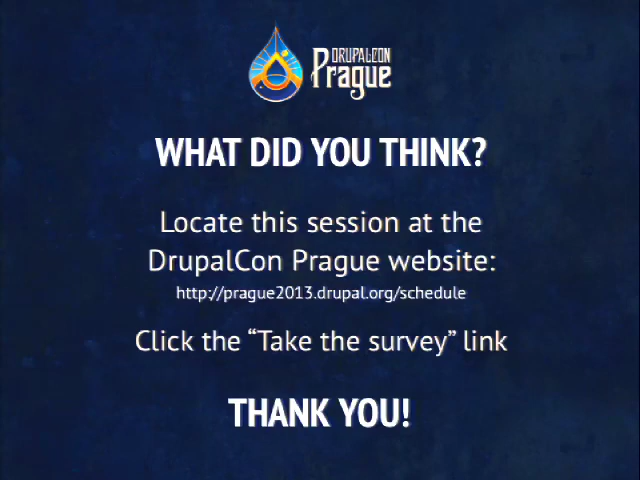 DRUPALCON
Prague
WHAT DID YOU THINK?
Locate this session at the
DrupalCon Prague website:
http://prague2013.drupal.org/schedule
Click the “Take the survey” link
THANK YOU!